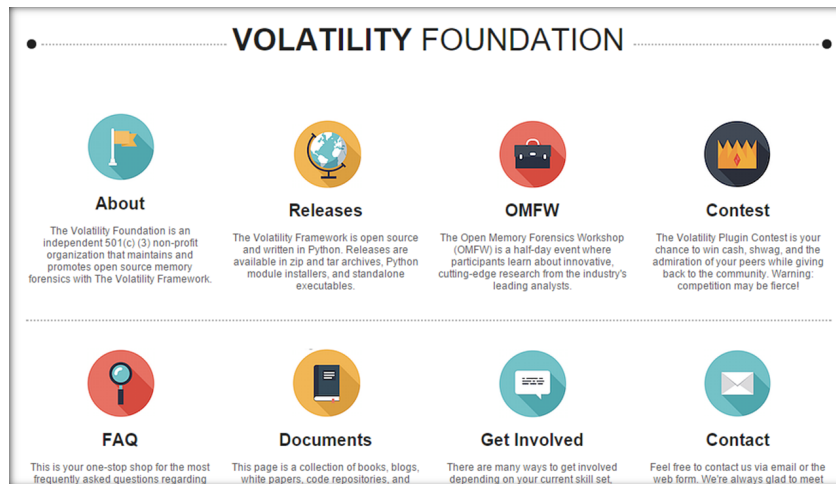 VOLATILITY FOUNDATION
About
The Volatility Foundation is an
independent 501(c) (3) non-profit
organization that maintains and
promotes open source memory
forensics with The Volatility Framework.
Releases
The Volatility Framework is open source
and written in Python. Releases are
available in zip and tar archives, Python
module installers, and standalone
executables.
OMFW
The Open Memory Forensics Workshop
(OMFW) is a half-day event where
participants learn about innovative,
cutting-edge research from the industry's
leading analysts.
Contest
The Volatility Plugin Contest is your
chance to win cash, shwag, and the
admiration of your peers while giving
back to the community. Warning:
competition may be fierce!
FAQ
This is your one-stop shop for the most
frequently asked questions regarding
Documents
This page is a collection of books, blogs,
white papers, code repositories, and
Get Involved
There are many ways to get involved
depending on your current skill set,
Contact
Feel free to contact us via email or the
web form. We're always glad to meet